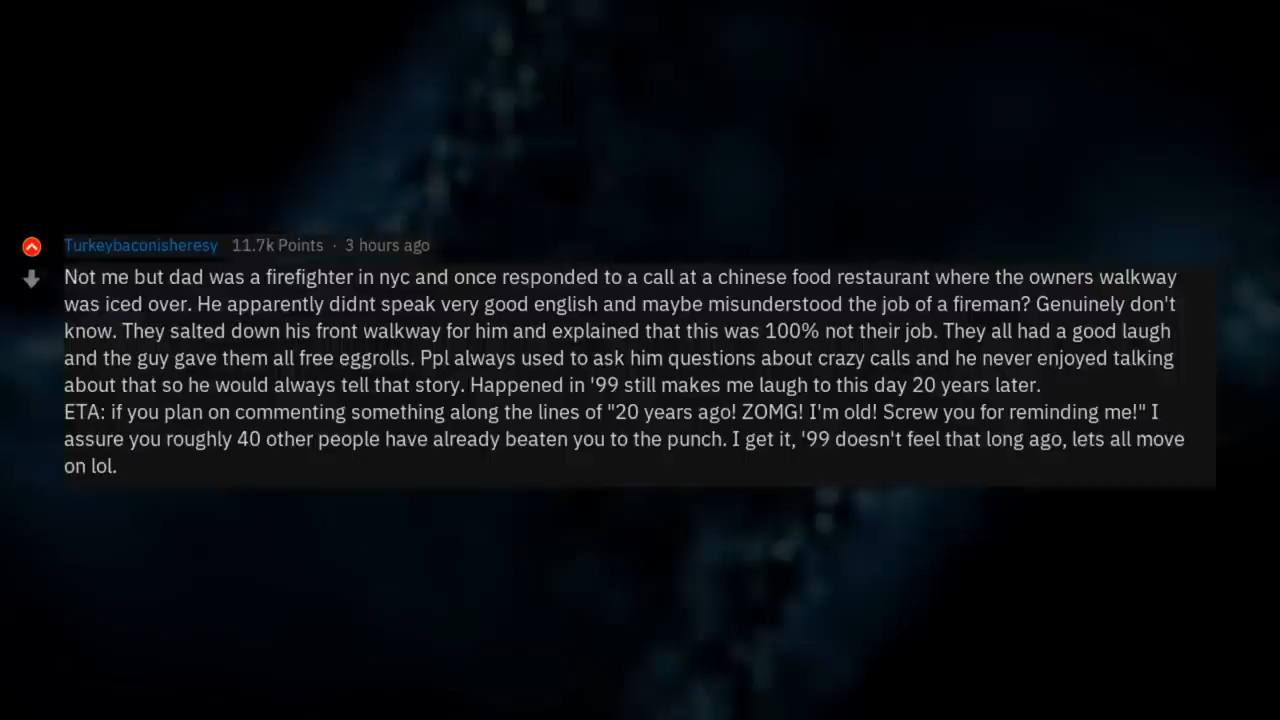 Turkeybaconisheresy 11.7k Points · 3 hours ago
Not me but dad was a firefighter in nyc and once responded to a call at a chinese food restaurant where the owners walkway
was iced over. He apparently didnt speak very good english and maybe misunderstood the job of a fireman? Genuinely don't
know. They salted down his front walkway for him and explained that this was 100% not their job. They all had a good laugh
and the guy gave them all free eggrolls. Ppl always used to ask him questions about crazy calls and he never enjoyed talking
about that so he would always tell that story. Happened in '99 still makes me laugh to this day 20 years later.
ETA: if you plan on commenting something along the lines of "20 years ago! ZOMG! I'm old! Screw you for reminding me!" I
assure you roughly 40 other people have already beaten you to the punch. I get it, '99 doesn't feel that long ago, lets all move
on lol.